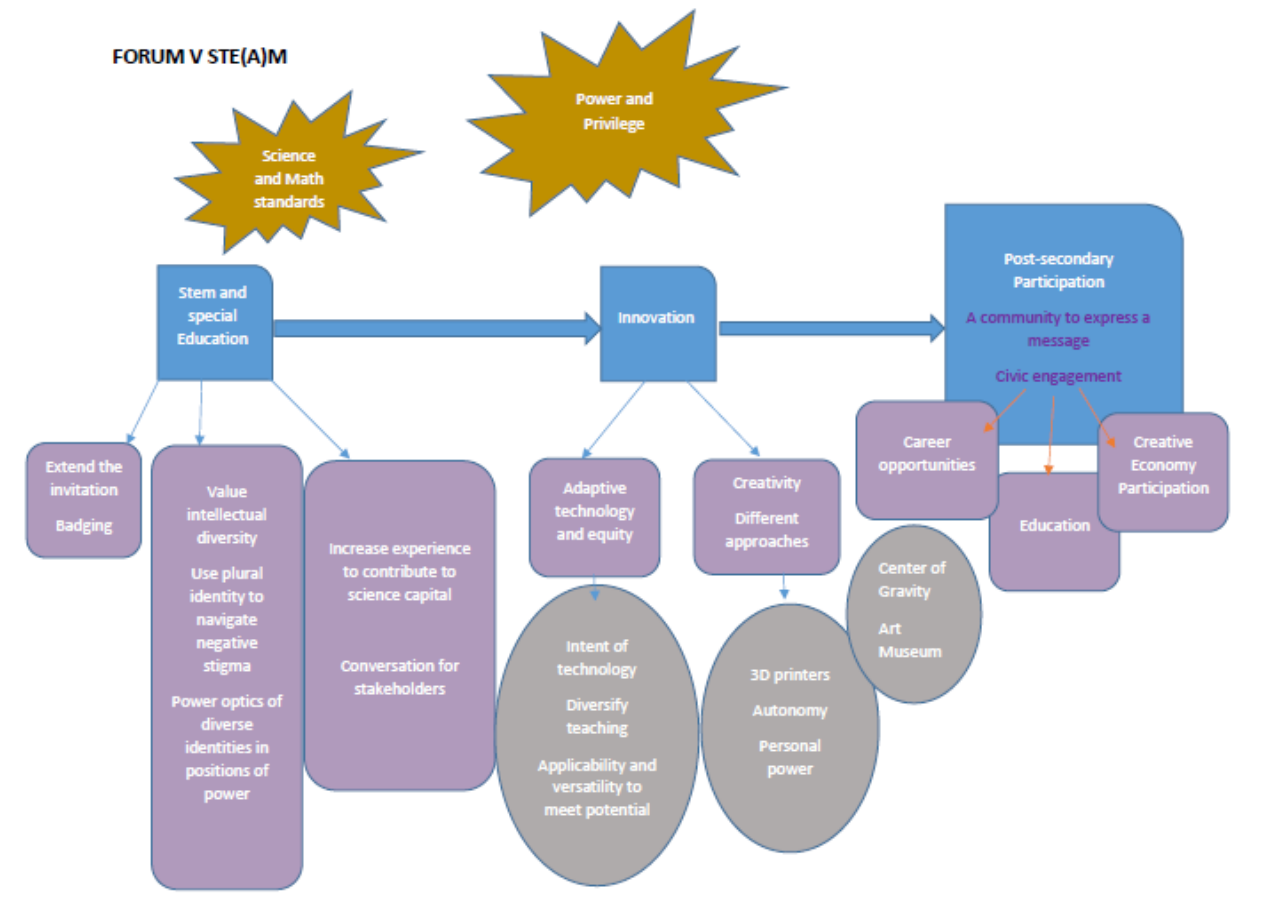 FORUM V STE(A)M
Power and
Privilege
Science
and Math
standards
Stem and
special
Education
Innovation
Post-secondary
Participation
A community to express a
message
Civic engagement
Extend the
invitation
Badging
Value
intellectual
diversity
Use plural
identity to
navigate
negative
stigma
Power optics of
diverse
identities in
positions of
power
Increase experience
to contribute to
science capital
Conversation for
stakeholders
Adaptive
technology
and equity
Creativity
Different
approaches
Career
opportunities
Education
Creative
Economy
Participation
Intent of
technology
Diversify
teaching
Applicability and
versatility to
meet potential
3D printers
Autonomy
Personal
power
Center of
Gravity
Art
Museum